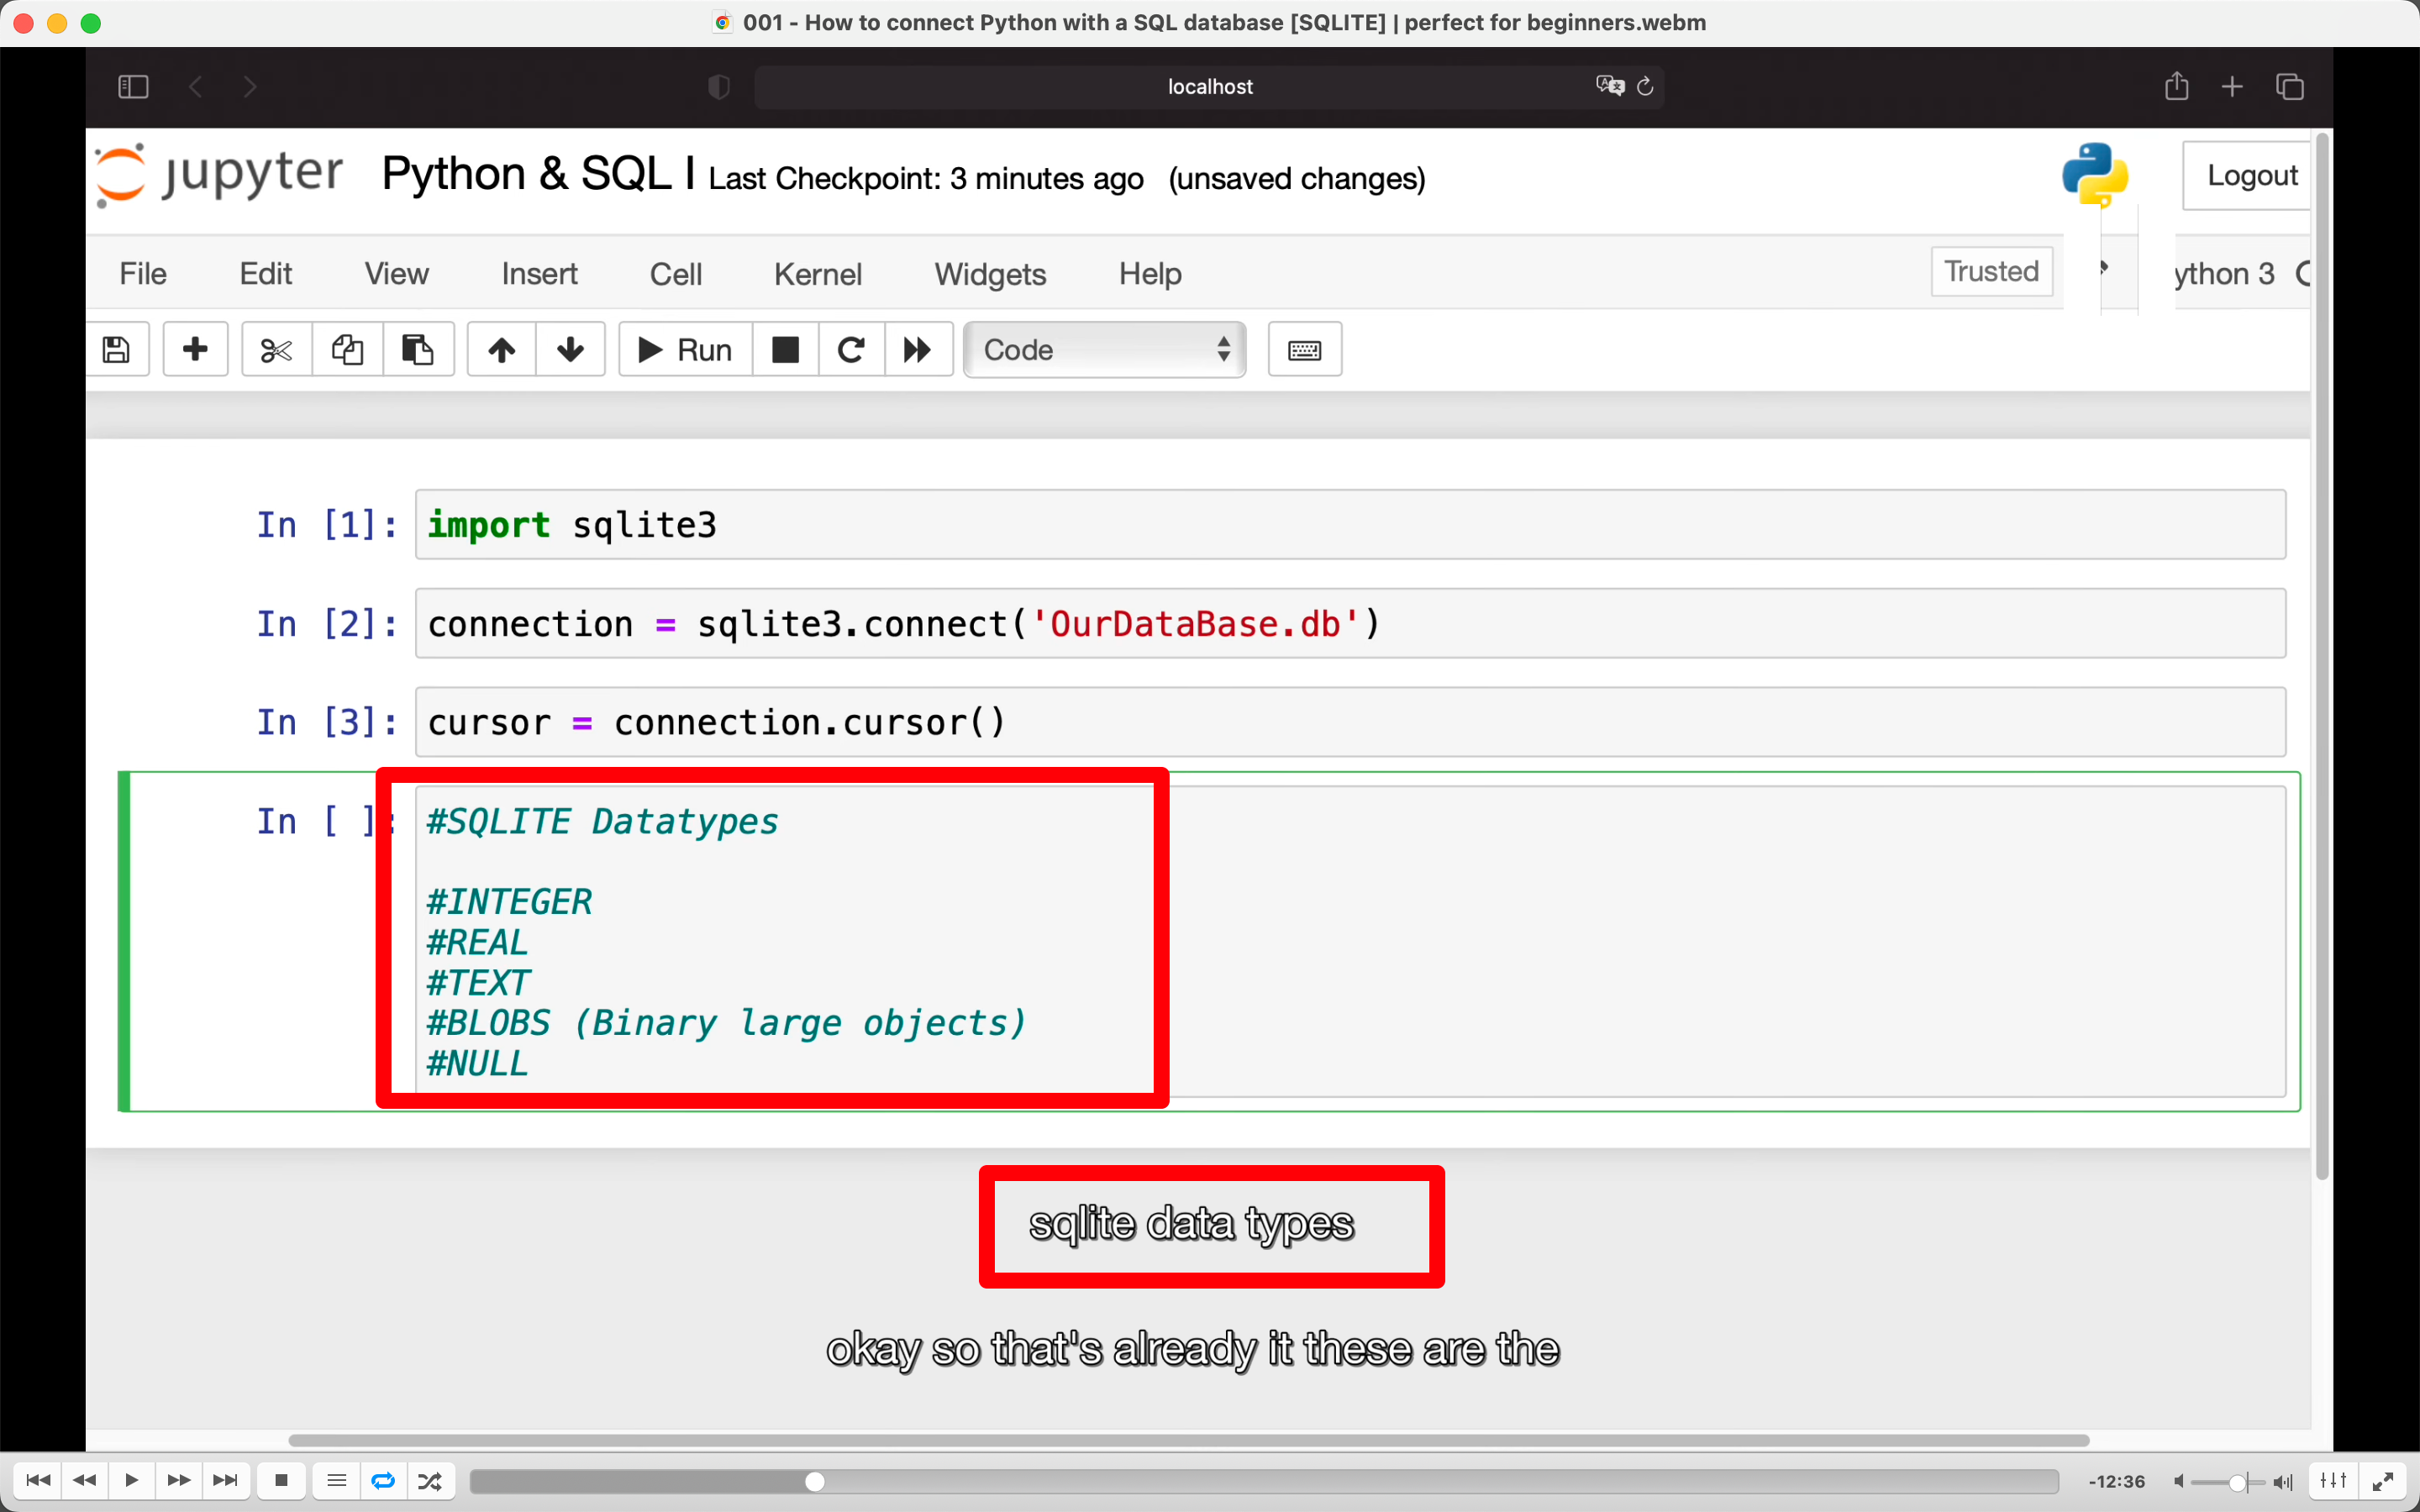 001 - How to connect Python with a SQL database [SQLITE] | perfect for beginners.webm
localhost
jupyter Python & SQL I Last Checkpoint: 3 minutes ago (unsaved changes)
Logout
File Edit View Insert Cell Kernel Widgets Help Trusted ython 3
Run Code
In [1]: import sqlite3
In [2]: connection = sqlite3.connect('OurDataBase.db')
In [3]: cursor = connection.cursor()
In [ ]: #SQLITE Datatypes
#INTEGER
#REAL
#TEXT
#BLOBS (Binary large objects)
#NULL
sqlite data types
okay so that's already it these are the
-12:36